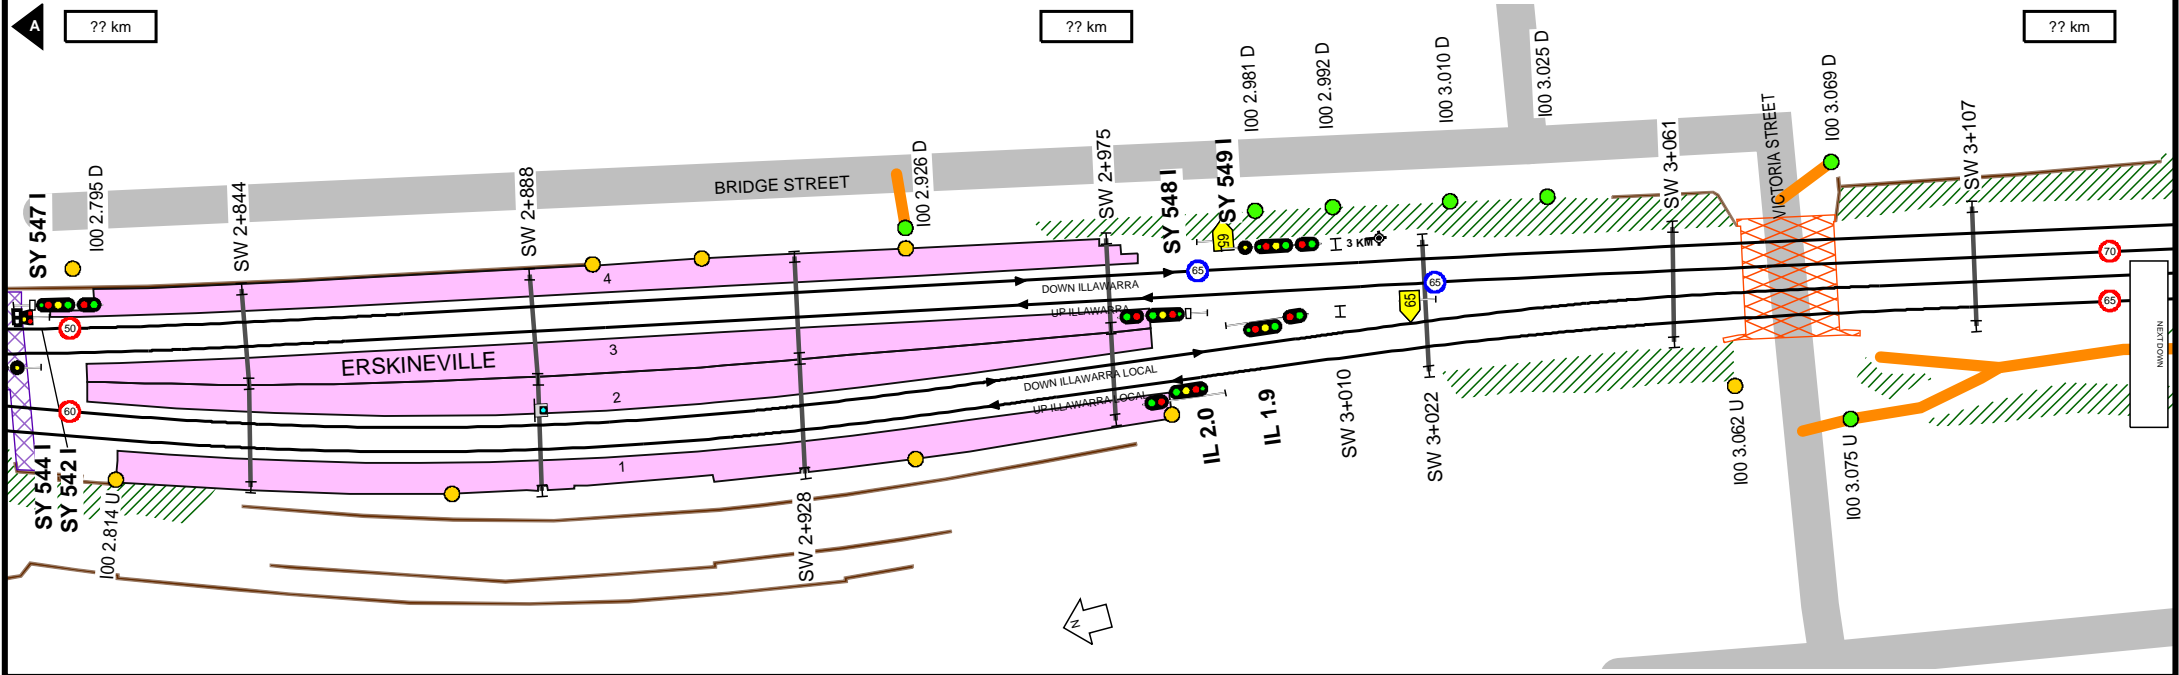 A
?? km
?? km
?? km
SY 547 I
I00 2.795 D
SW 2+844
SW 2+888
BRIDGE STREET
I00 2.926 D
SW 2+975
SY 548 I
SY 549 I
I00 2.981 D
I00 2.992 D
I00 3.010 D
I00 3.025 D
SW 3+061
VICTORIA STREET
I00 3.069 D
SW 3+107
65
3 KM
4
DOWN ILLAWARRA
65
UP ILLAWARRA
65
65
70
65
50
3
ERSKINEVILLE
2
DOWN ILLAWARRA LOCAL
UP ILLAWARRA LOCAL
60
1
SY 544 I
SY 542 I
I00 2.814 U
SW 2+928
IL 2.0
IL 1.9
SW 3+010
SW 3+022
I00 3.062 U
I00 3.075 U
NEXT DOWN
N